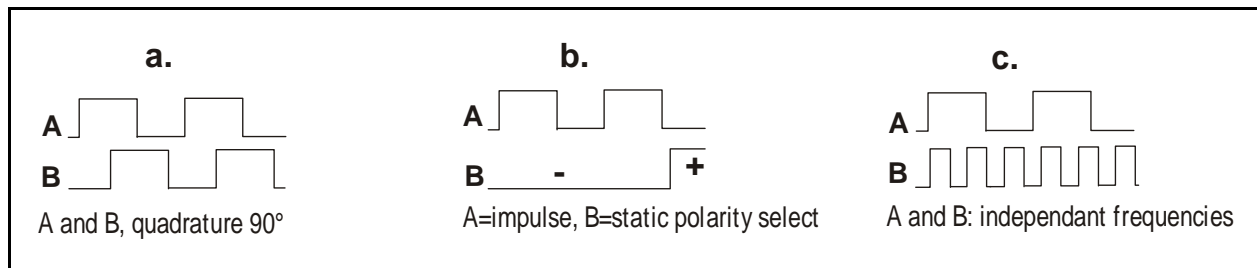 a.
A
B
A and B, quadrature 90°
b.
A
B - +
A=impulse, B=static polarity select
c.
A
B
A and B: independant frequencies